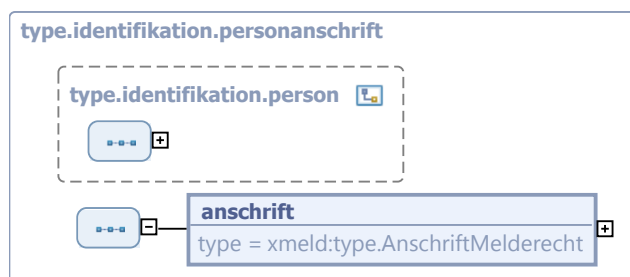 type.identifikation.personanschrift
type.identifikation.person
anschrift
type = xmeld:type.AnschriftMelderecht